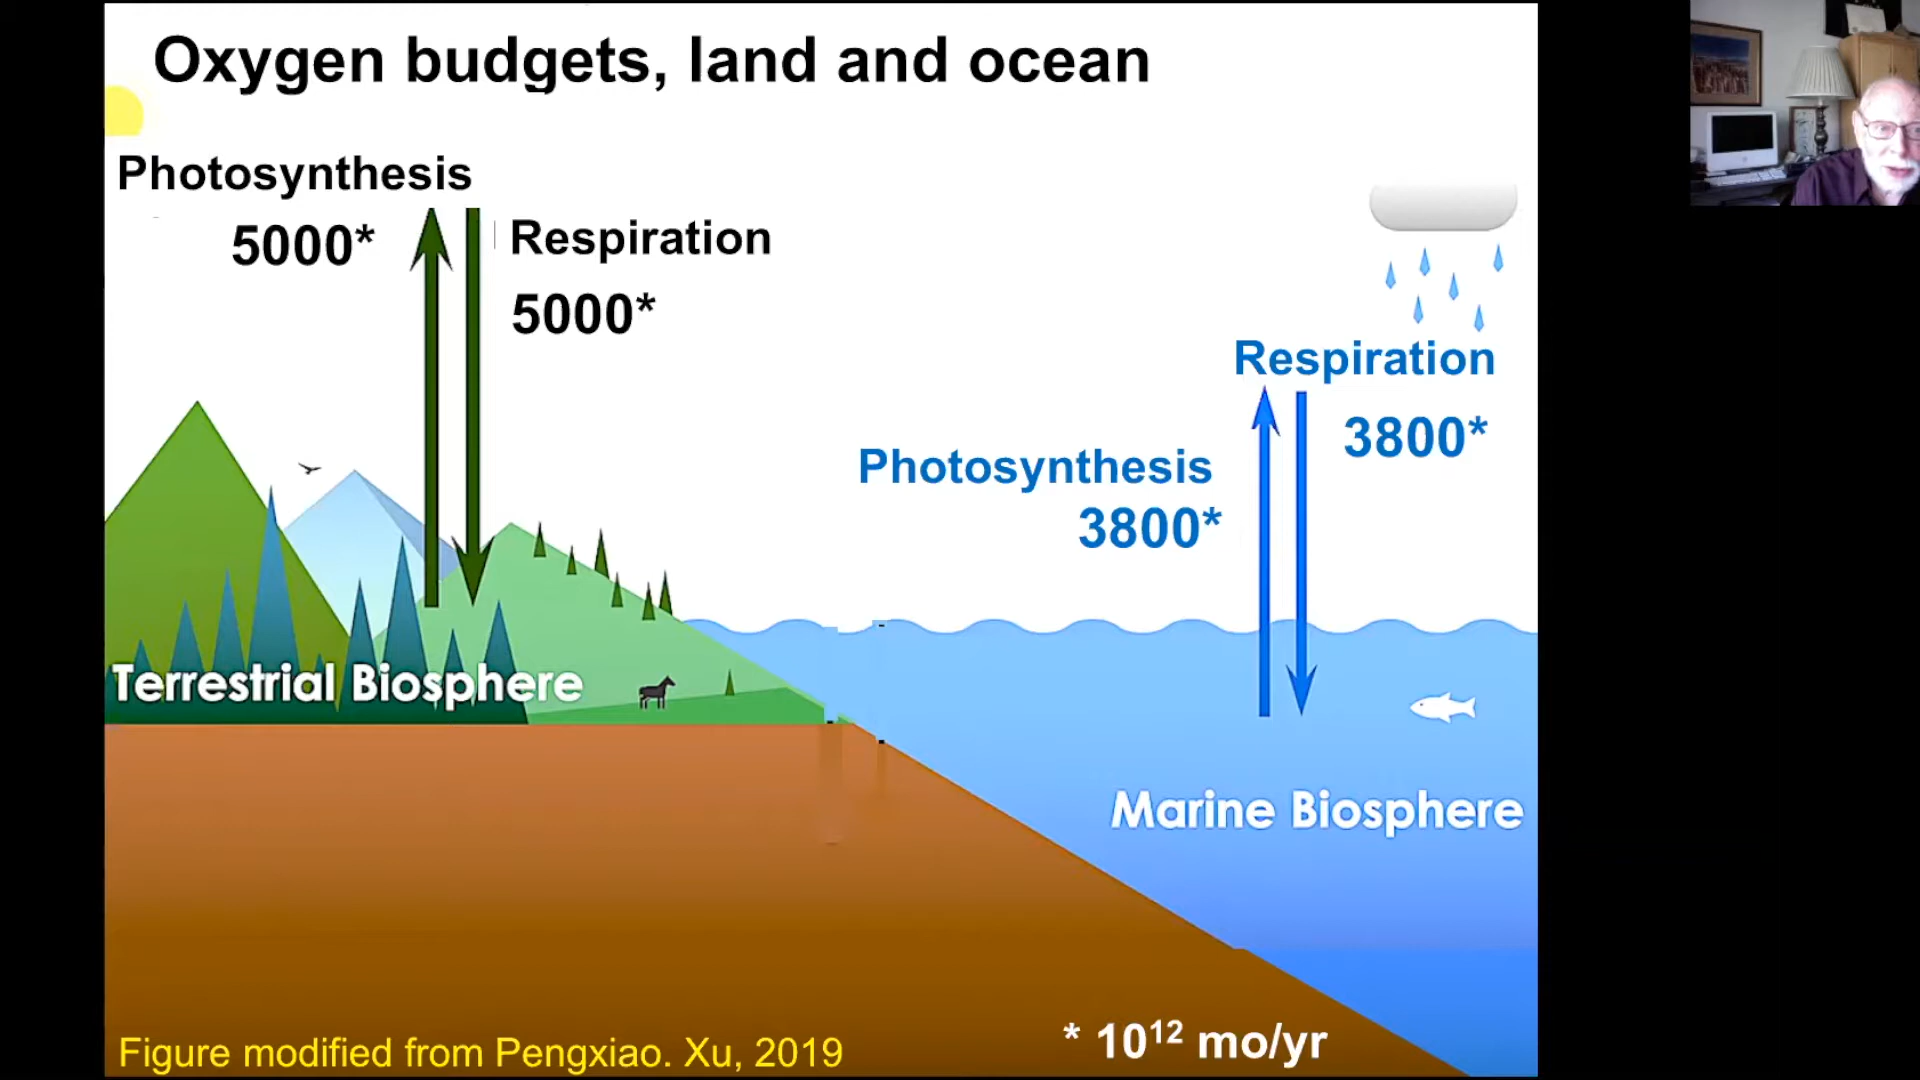 Oxygen budgets, land and ocean
Photosynthesis
5000*
Respiration
5000*
Respiration
3800*
Photosynthesis
3800*
Terrestrial Biosphere
Marine Biosphere
Figure modified from Pengxiao. Xu, 2019
* 10¹² mo/yr